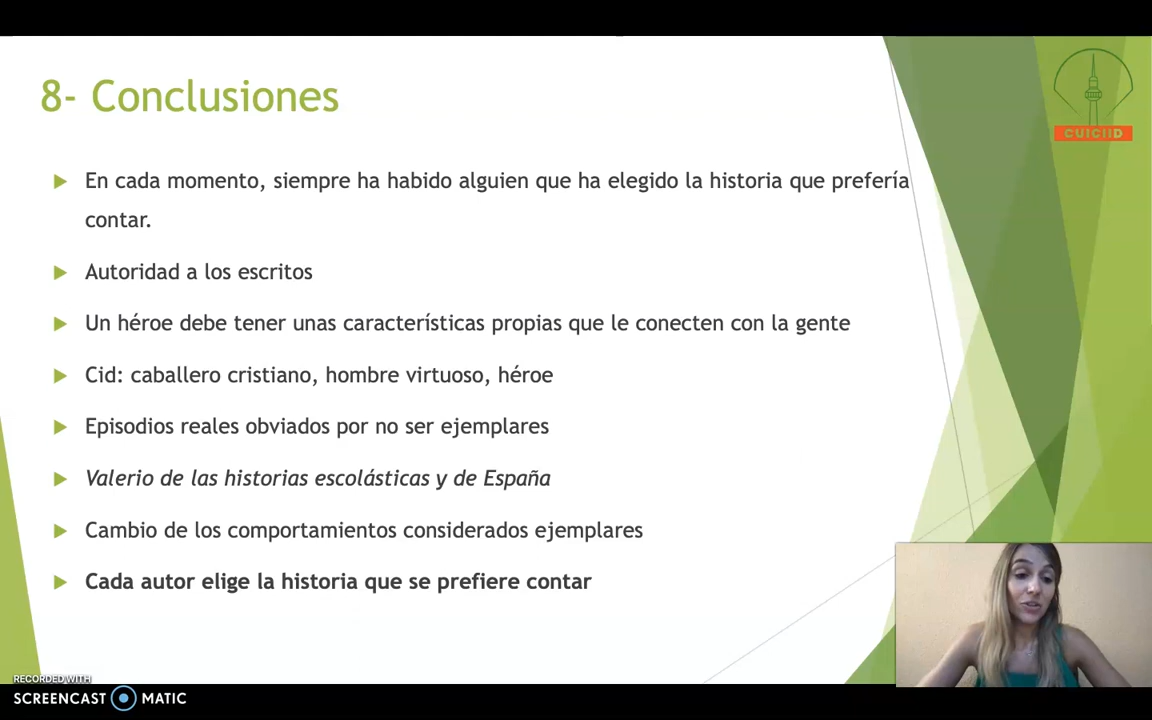 8- Conclusiones
CUICIID
En cada momento, siempre ha habido alguien que ha elegido la historia que prefería
contar.
Autoridad a los escritos
Un héroe debe tener unas características propias que le conecten con la gente
Cid: caballero cristiano, hombre virtuoso, héroe
Episodios reales obviados por no ser ejemplares
Valerio de las historias escolásticas y de España
Cambio de los comportamientos considerados ejemplares
Cada autor elige la historia que se prefiere contar
RECORDED WITH
SCREENCAST MATIC